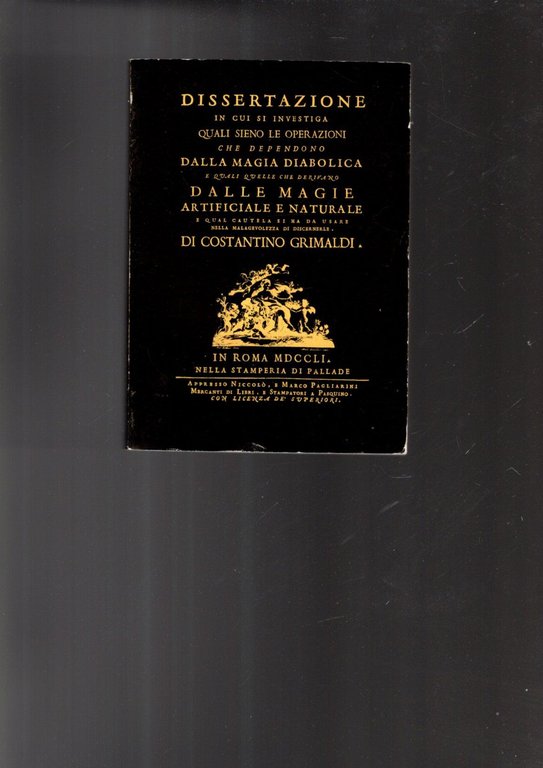 DISSERTAZIONE
IN CUI SI INVESTIGA
QUALI SIENO LE OPERAZIONI
CHE DEPENDONO
DALLA MAGIA DIABOLICA
E QUALI QUELLE CHE DERIVANO
DALLE MAGIE
ARTIFICIALE E NATURALE
E QUAL CAUTELA SI HA DA USARE
NELLA MALAGEVOLEZZA DI DISCERNERLE.
DI COSTANTINO GRIMALDI.
IN ROMA MDCCLI.
NELLA STAMPERIA DI PALLADE
APPRESSO NICCOLÒ, E MARCO PAGLIARINI
MERCANTI DI LIBRI, E STAMPATORI A PASQUINO.
CON LICENZA DE' SUPERIORI.